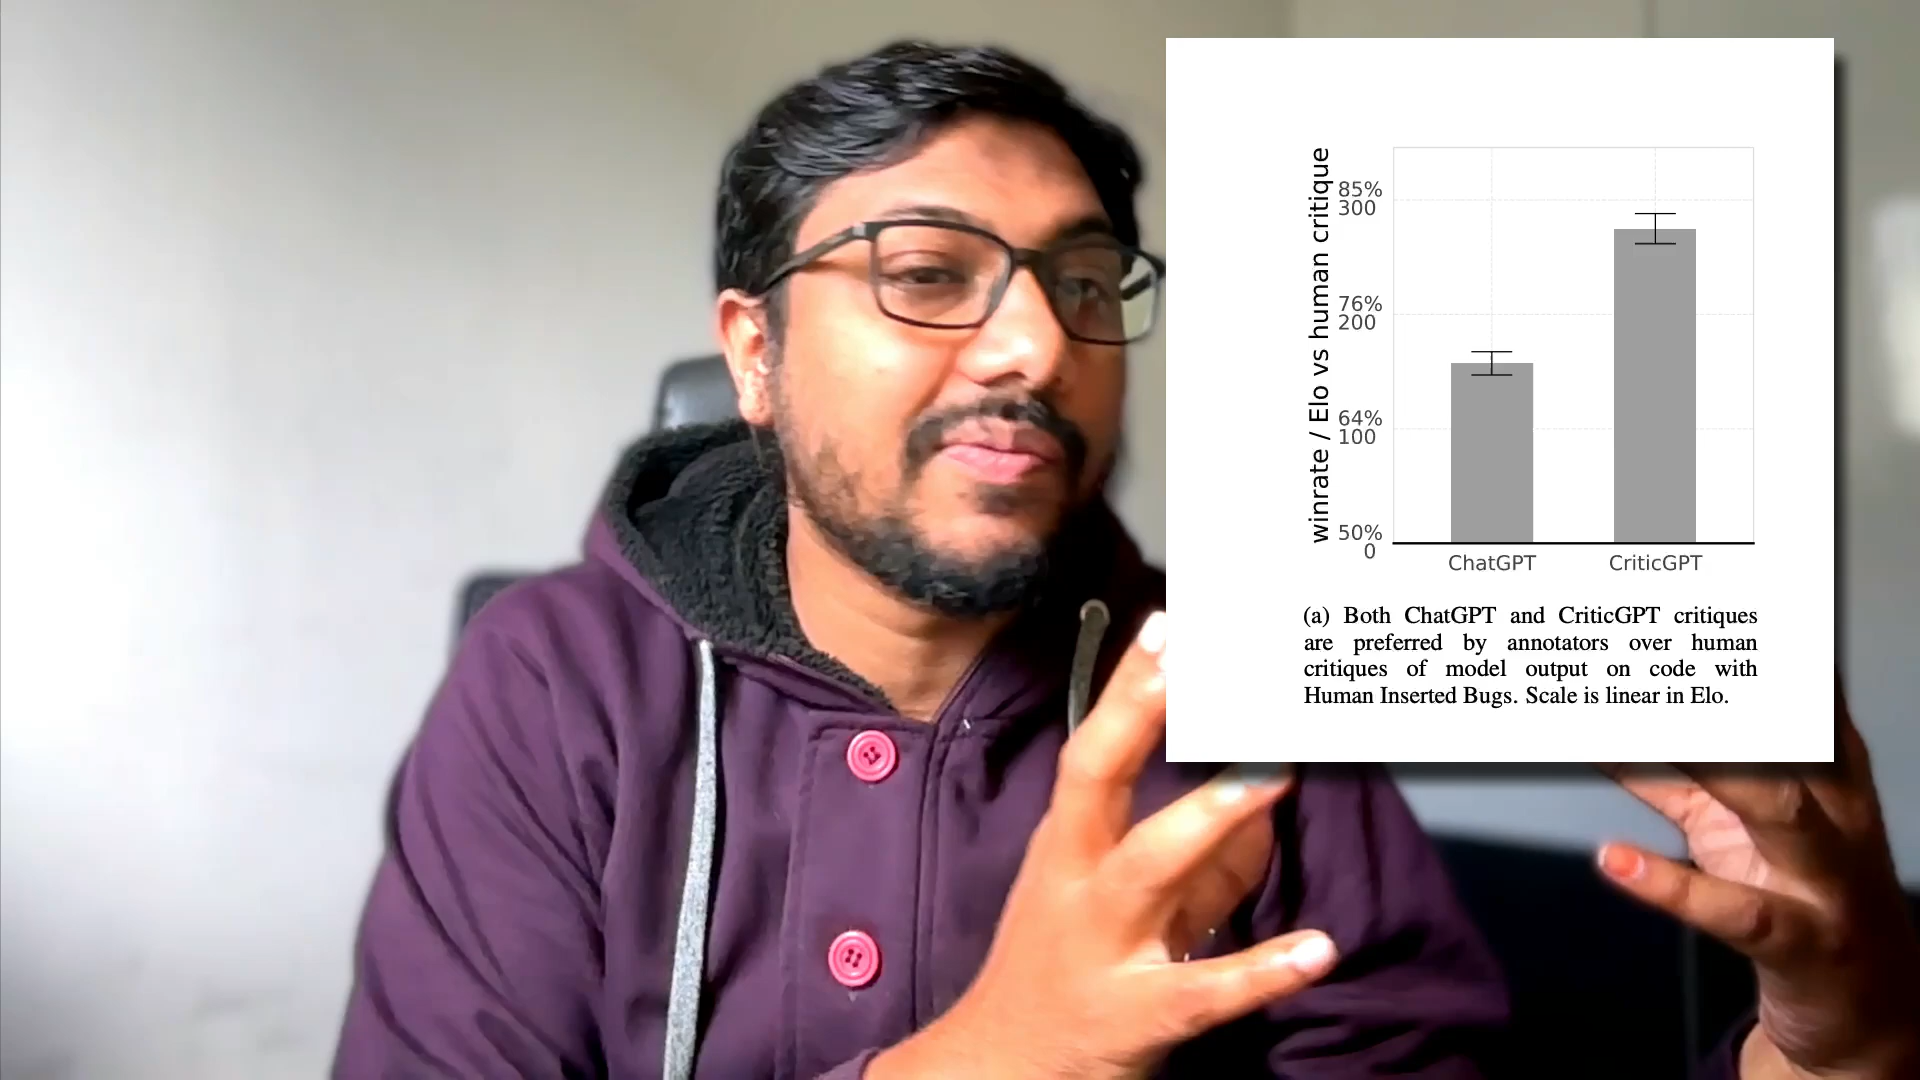 winrate / Elo vs human critique
85%
300
76%
200
64%
100
50%
0
ChatGPT CriticGPT
(a) Both ChatGPT and CriticGPT critiques
are preferred by annotators over human
critiques of model output on code with
Human Inserted Bugs. Scale is linear in Elo.